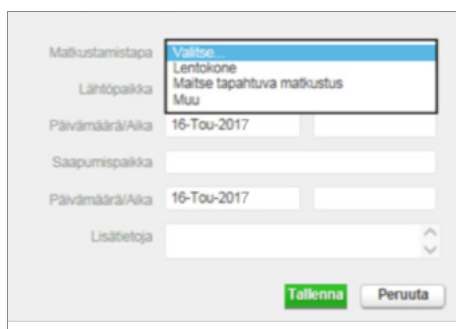 Matkustamistapa Valitse...
Lentokone
Lähtöpaikka Maitse tapahtuva matkustus
Muu
Päivämäärä/Aika 16-Tou-2017
Saapumispaikka
Päivämäärä/Aika 16-Tou-2017
Lisätietoja
Tallenna Peruuta